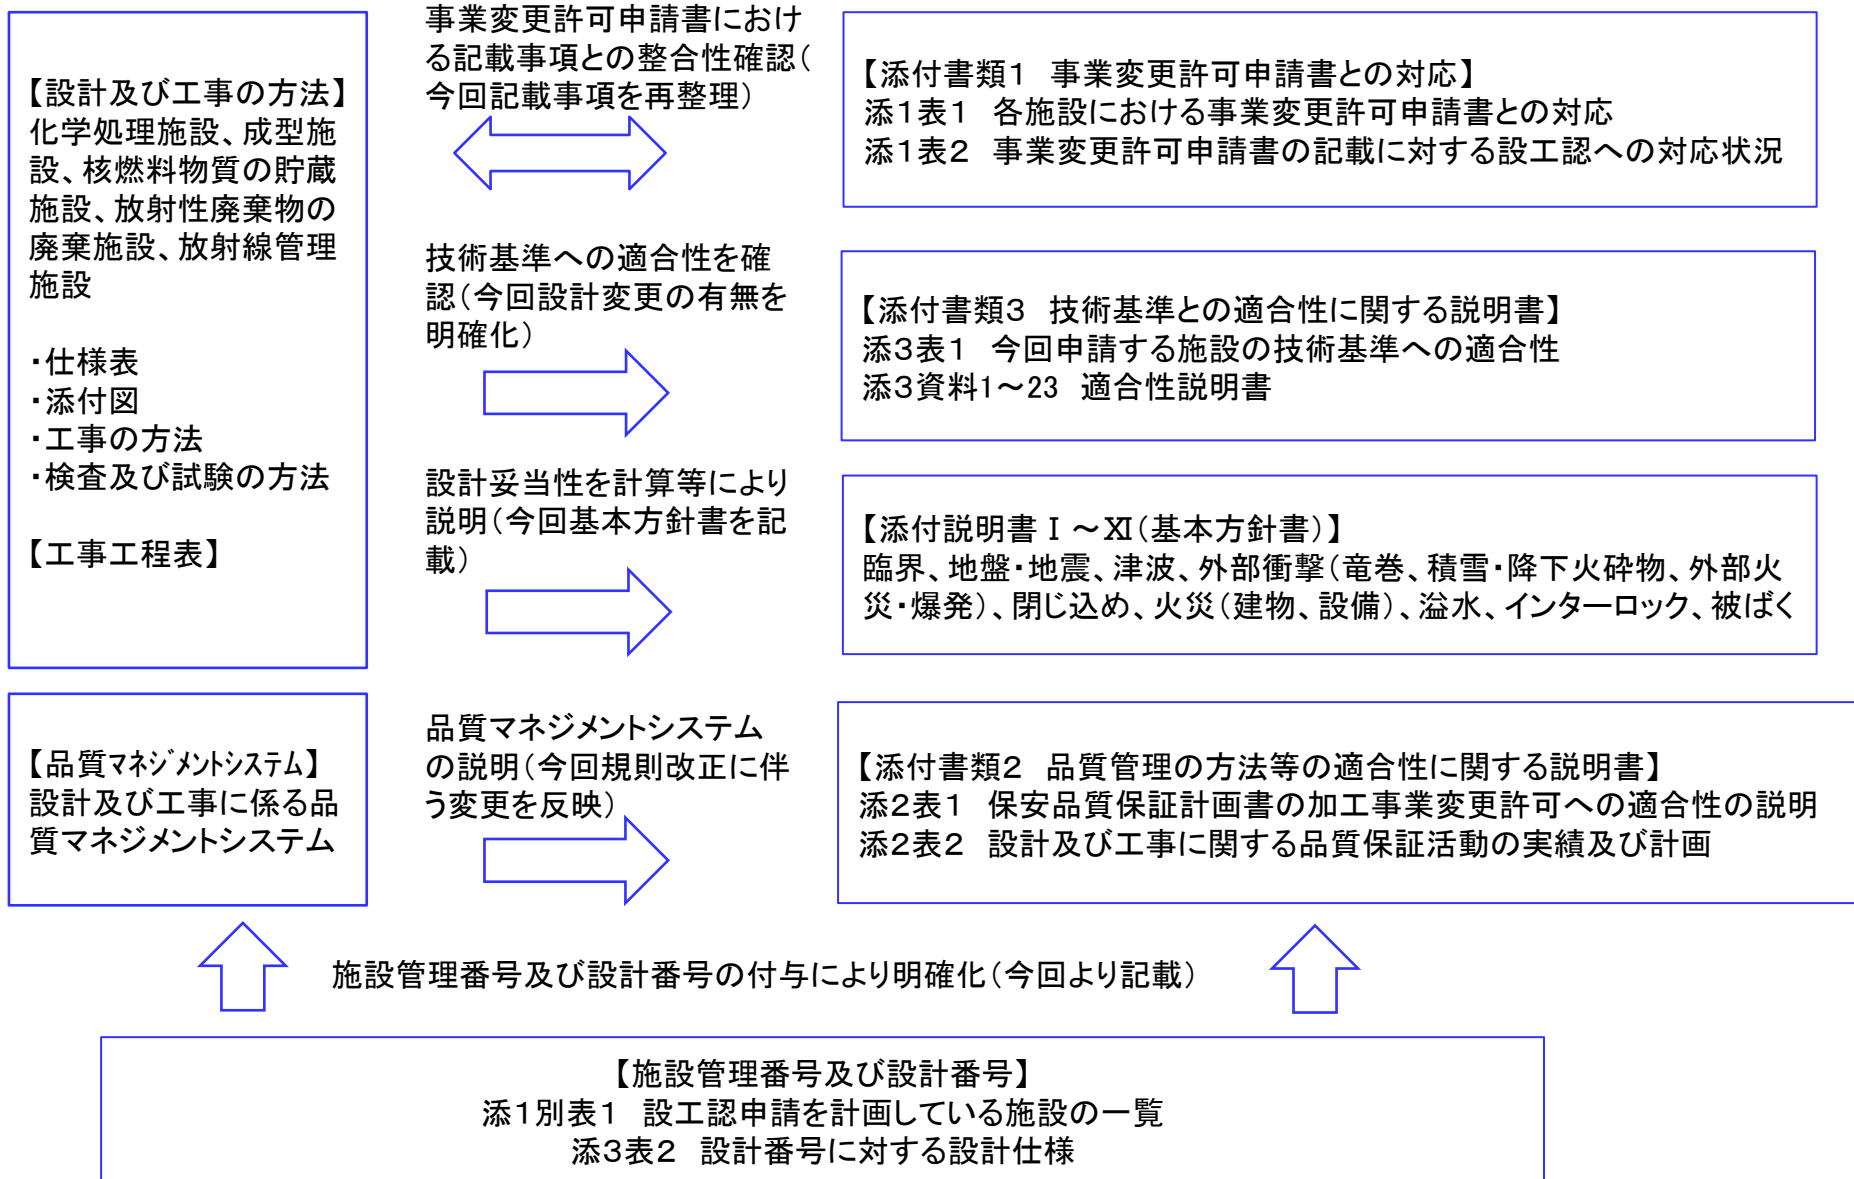 【設計及び工事の方法】
化学処理施設、成型施
設、核燃料物質の貯蔵
施設、放射性廃棄物の
廃棄施設、放射線管理
施設
・仕様表
・添付図
・工事の方法
・検査及び試験の方法
【工事工程表】
事業変更許可申請書におけ
る記載事項との整合性確認(
今回記載事項を再整理)
【添付書類1　事業変更許可申請書との対応】
添1表1　各施設における事業変更許可申請書との対応
添1表2　事業変更許可申請書の記載に対する設工認への対応状況
技術基準への適合性を確
認(今回設計変更の有無を
明確化)
【添付書類3　技術基準との適合性に関する説明書】
添3表1　今回申請する施設の技術基準への適合性
添3資料1～23　適合性説明書
設計妥当性を計算等により
説明(今回基本方針書を記
載)
【添付説明書Ⅰ～Ⅺ(基本方針書)】
臨界、地盤・地震、津波、外部衝撃(竜巻、積雪・降下火砕物、外部火
災・爆発)、閉じ込め、火災(建物、設備)、溢水、インターロック、被ばく
【品質ﾏﾈｼﾞﾒﾝﾄｼｽﾃﾑ】
設計及び工事に係る品
質マネジメントシステム
品質マネジメントシステム
の説明(今回規則改正に伴
う変更を反映)
【添付書類2　品質管理の方法等の適合性に関する説明書】
添2表1　保安品質保証計画書の加工事業変更許可への適合性の説明
添2表2　設計及び工事に関する品質保証活動の実績及び計画
施設管理番号及び設計番号の付与により明確化(今回より記載)
【施設管理番号及び設計番号】
添1別表1　設工認申請を計画している施設の一覧
添3表2　設計番号に対する設計仕様